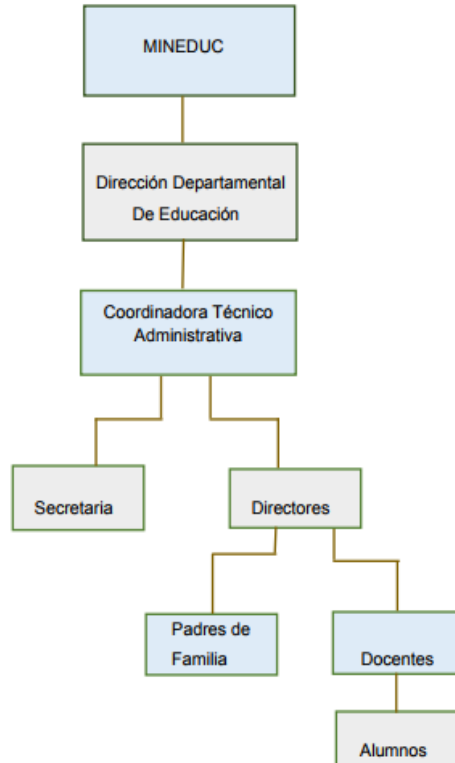 MINEDUC
Dirección Departamental
De Educación
Coordinadora Técnico
Administrativa
Secretaria
Directores
Padres de
Familia
Docentes
Alumnos